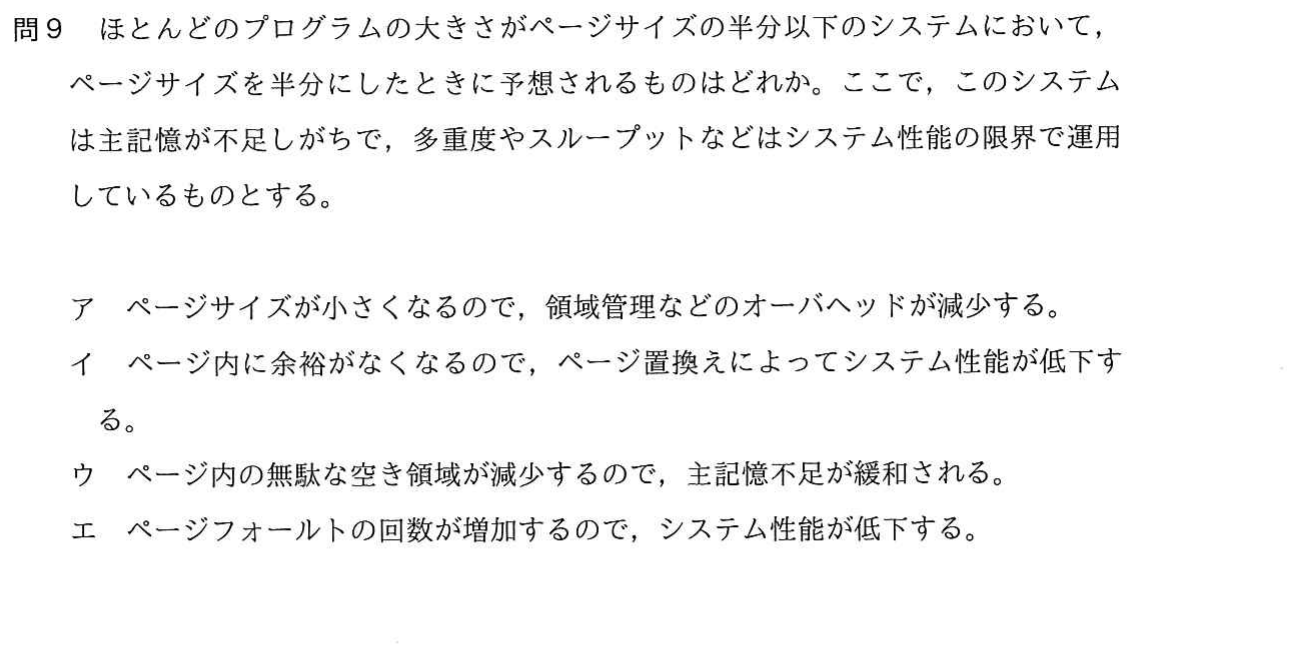 問9 ほとんどのプログラムの大きさがページサイズの半分以下のシステムにおいて，
ページサイズを半分にしたときに予想されるものはどれか。ここで，このシステム
は主記憶が不足しがちで，多重度やスループットなどはシステム性能の限界で運用
しているものとする。
ア ページサイズが小さくなるので，領域管理などのオーバヘッドが減少する。
イ ページ内に余裕がなくなるので，ページ置換えによってシステム性能が低下す
る。
ウ ページ内の無駄な空き領域が減少するので，主記憶不足が緩和される。
エ ページフォールトの回数が増加するので，システム性能が低下する。